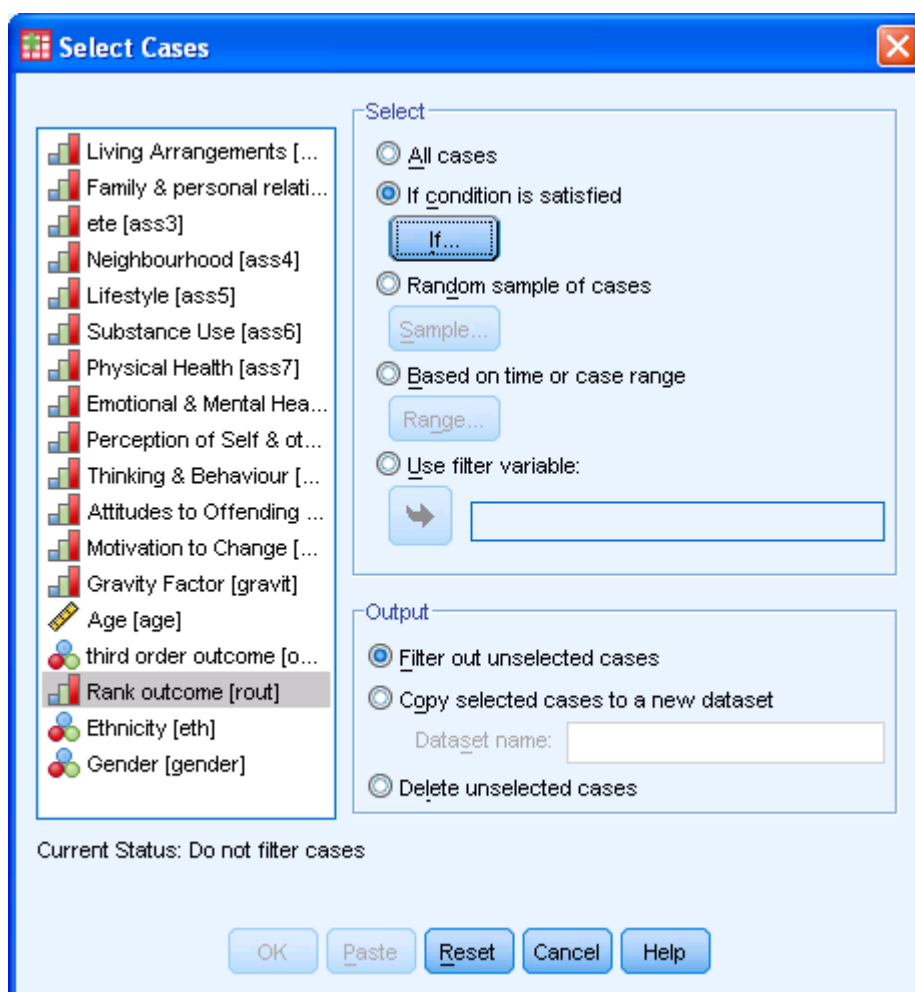 Select Cases
Living Arrangements [...
Family & personal relati...
ete [ass3]
Neighbourhood [ass4]
Lifestyle [ass5]
Substance Use [ass6]
Physical Health [ass7]
Emotional & Mental Hea...
Perception of Self & ot...
Thinking & Behaviour [...
Attitudes to Offending ...
Motivation to Change [...
Gravity Factor [gravit]
Age [age]
third order outcome [o...
Rank outcome [rout]
Ethnicity [eth]
Gender [gender]
Current Status: Do not filter cases
Select
All cases
If condition is satisfied
If...
Random sample of cases
Sample...
Based on time or case range
Range...
Use filter variable:
Output
Filter out unselected cases
Copy selected cases to a new dataset
Dataset name:
Delete unselected cases
OK Paste Reset Cancel Help